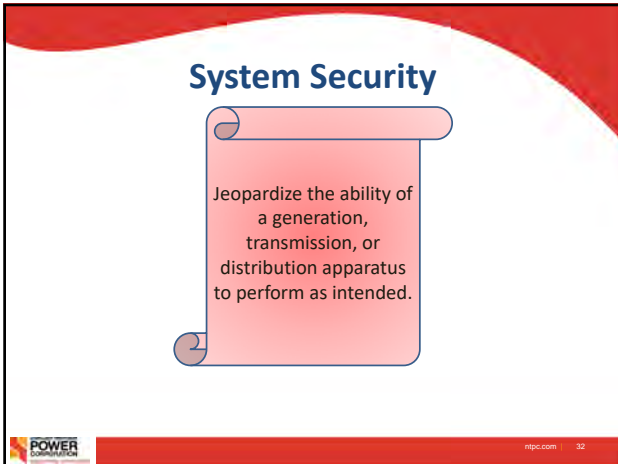 System Security
Jeopardize the ability of
a generation,
transmission, or
distribution apparatus
to perform as intended.
POWER
CORPORATION
ntpc.com | 32